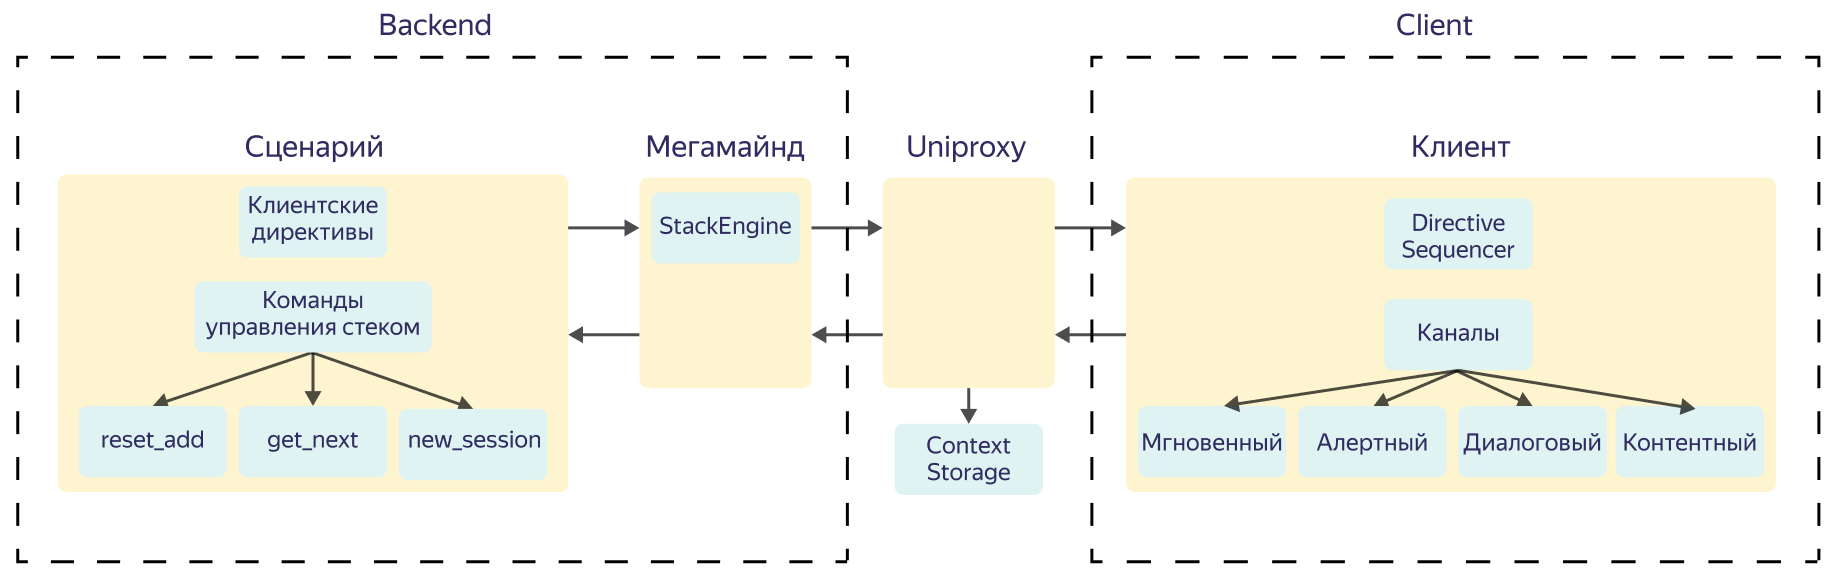 Backend
Client
Сценарий
Мегамайнд
Uniproxy
Клиент
Клиентские
директивы
StackEngine
Directive
Sequencer
Команды
управления стеком
Каналы
reset_add
get_next
new_session
Context
Storage
Мгновенный
Алертный
Диалоговый
Контентный